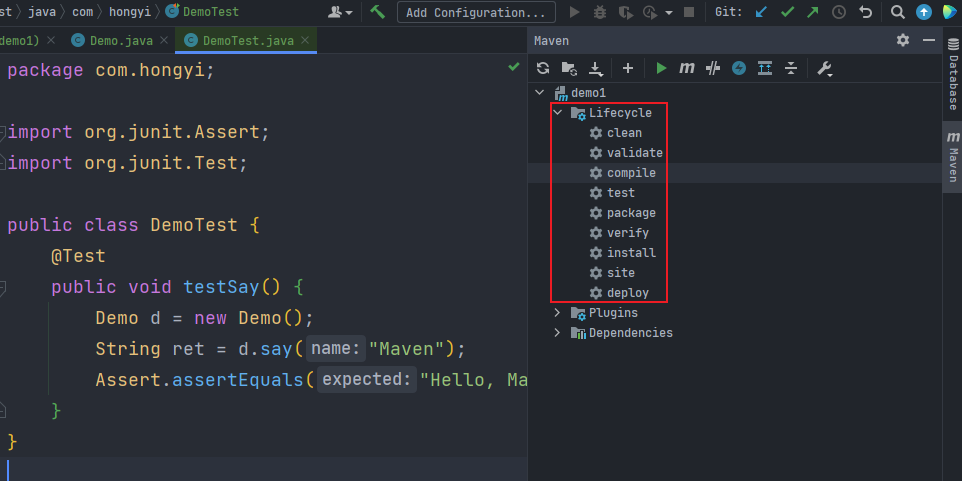 st java com hongyi DemoTest Add Configuration... Git:
demo1) Demo.java DemoTest.java
package com.hongyi;
import org.junit.Assert;
import org.junit.Test;
public class DemoTest {
@Test
public void testSay() {
Demo d = new Demo();
String ret = d.say( name: "Maven");
Assert.assertEquals( expected: "Hello, Ma
}
}
Maven
demo1
Lifecycle
clean
validate
compile
test
package
verify
install
site
deploy
Plugins
Dependencies
Database
m Maven